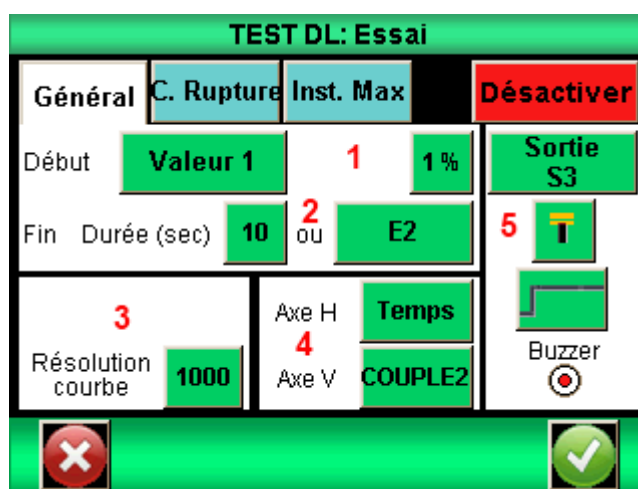 TEST DL: Essai
Général C. Rupture Inst. Max Désactiver
Début Valeur 1 1 1 %
Fin Durée (sec) 10 2 ou E2
Sortie
S3
5
3
Résolution
courbe 1000
Axe H Temps
4
Axe V COUPLE2
Buzzer